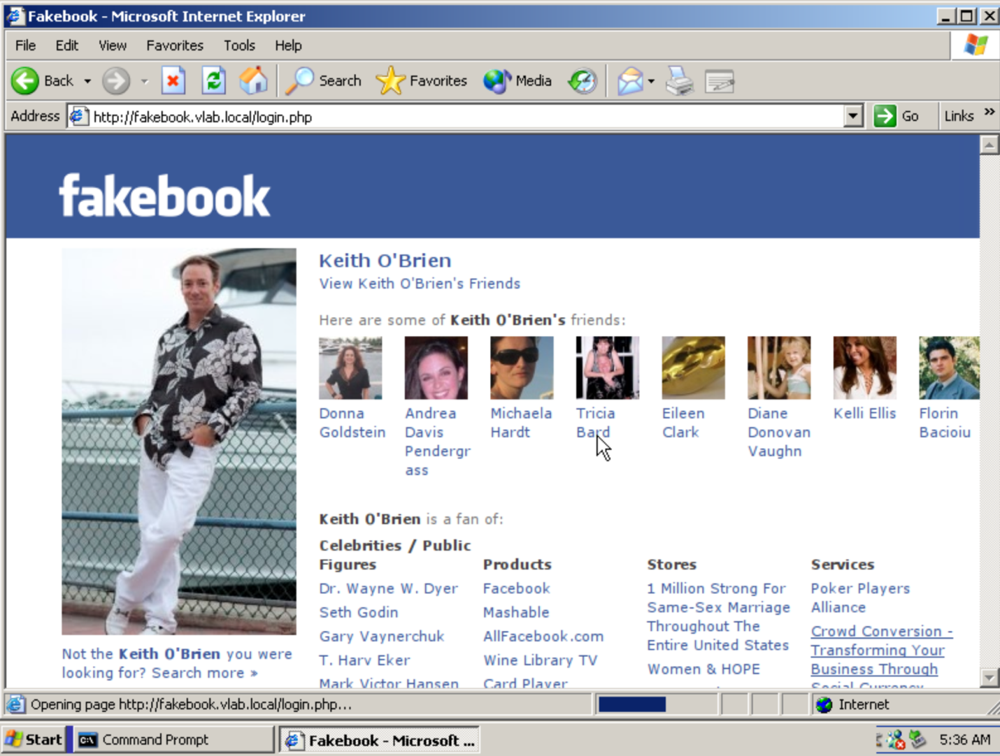 Fakebook - Microsoft Internet Explorer
File Edit View Favorites Tools Help
Back Search Favorites Media
Address http://fakebook.vlab.local/login.php Go Links »
fakebook
Keith O'Brien
View Keith O'Brien's Friends
Here are some of Keith O'Brien's friends:
Donna Goldstein
Andrea Davis Pendergrass
Michaela Hardt
Tricia Bard
Eileen Clark
Diane Donovan Vaughn
Kelli Ellis
Florin Bacioiu
Keith O'Brien is a fan of:
Celebrities / Public Figures
Dr. Wayne W. Dyer
Seth Godin
Gary Vaynerchuk
T. Harv Eker
Mark Victor Hansen
Products
Facebook
Mashable
AllFacebook.com
Wine Library TV
Card Player
Stores
1 Million Strong For
Same-Sex Marriage
Throughout The
Entire United States
Women & HOPE
Services
Poker Players
Alliance
Crowd Conversion -
Transforming Your
Business Through
Social Currency
Not the Keith O'Brien you were
looking for? Search more »
Opening page http://fakebook.vlab.local/login.php... Internet
Start Command Prompt Fakebook - Microsoft ... 5:36 AM